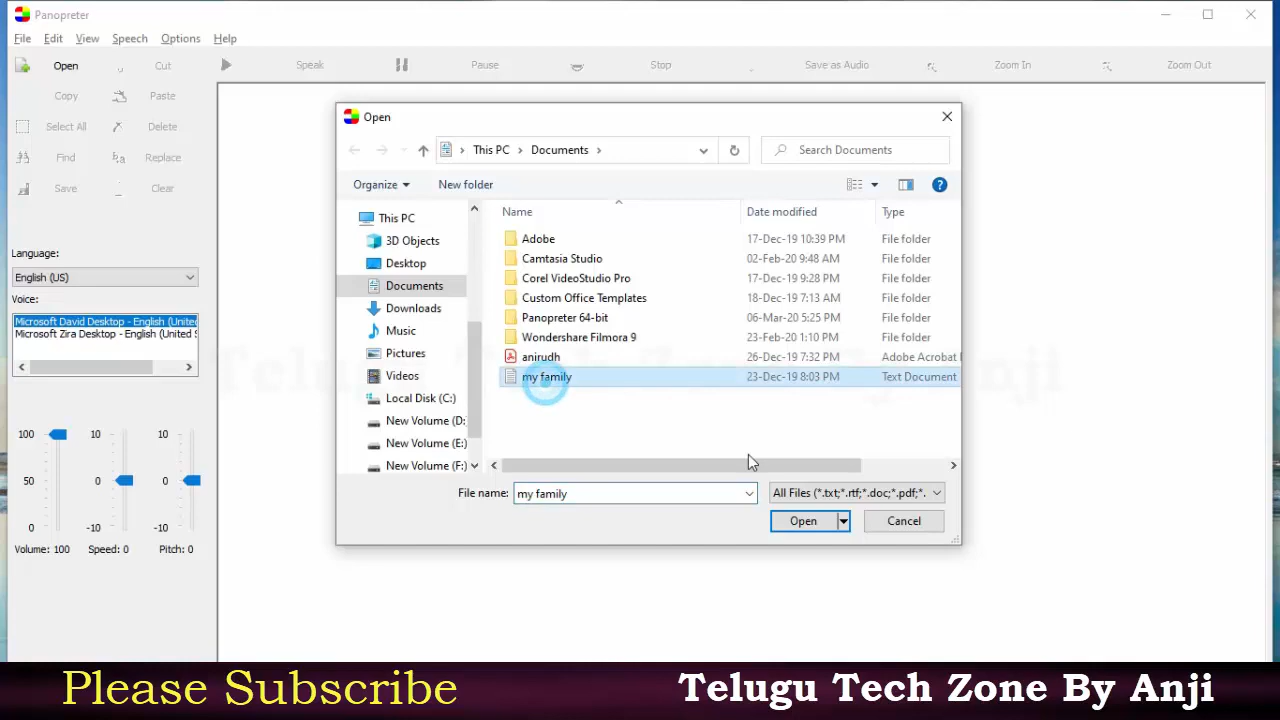 Panopreter
File Edit View Speech Options Help
Open Cut Speak Pause Stop Save as Audio Zoom In Zoom Out
Copy Paste
Select All Delete
Find Replace
Save Clear
Language:
English (US)
Voice:
Microsoft David Desktop - English (Unite
Microsoft Zira Desktop - English (United S
100 10 10
50 0 0
0 -10 -10
Volume: 100 Speed: 0 Pitch: 0
Open
This PC > Documents >
Search Documents
Organize New folder
This PC
3D Objects
Desktop
Documents
Downloads
Music
Pictures
Videos
Local Disk (C:)
New Volume (D:
New Volume (E:)
New Volume (F:)
Name Date modified Type
Adobe 17-Dec-19 10:39 PM File folder
Camtasia Studio 02-Feb-20 9:48 AM File folder
Corel VideoStudio Pro 17-Dec-19 9:28 PM File folder
Custom Office Templates 18-Dec-19 7:13 AM File folder
Panopreter 64-bit 06-Mar-20 5:25 PM File folder
Wondershare Filmora 9 23-Feb-20 1:10 PM File folder
anirudh 26-Dec-19 7:32 PM Adobe Acrobat
my family 23-Dec-19 8:03 PM Text Document
File name: my family All Files (*.txt;*.rtf;*.doc;*.pdf;*.
Open Cancel
Telugu Tech Zone By Anji
Please Subscribe
Telugu Tech Zone By Anji